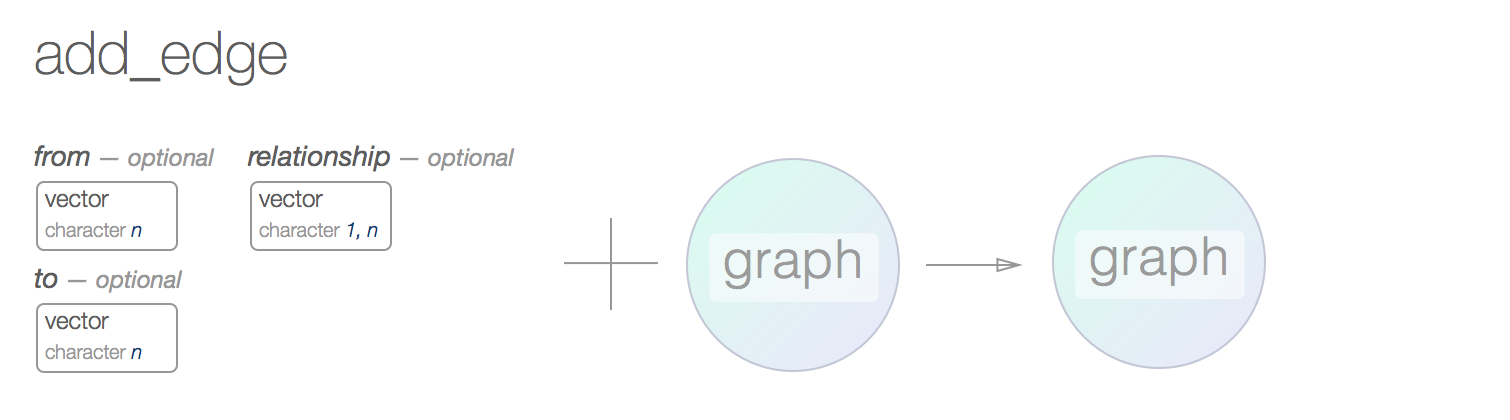 add_edge
from — optional
relationship — optional
vector
character n
vector
character 1, n
to — optional
vector
character n
graph
graph